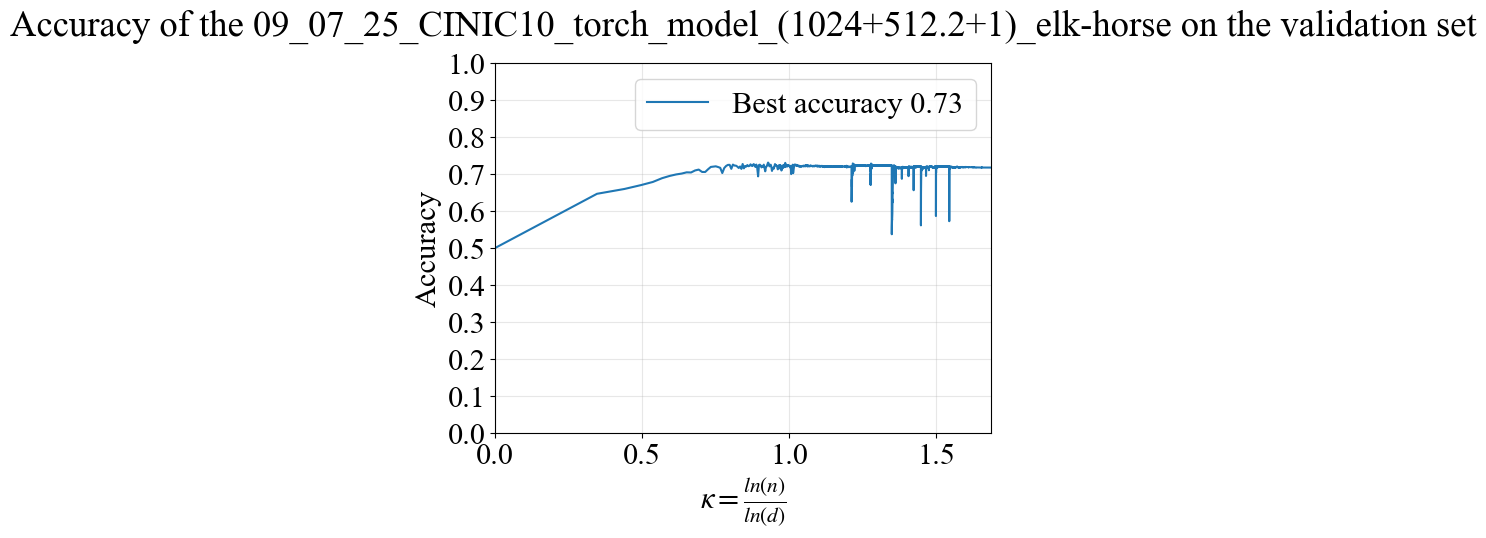 Accuracy of the 09_07_25_CINIC10_torch_model_(1024+512.2+1)_elk-horse on the validation set
1.0
0.9
0.8
0.7
0.6
0.5
0.4
0.3
0.2
0.1
0.0
Accuracy
Best accuracy 0.73
0.0 0.5 1.0 1.5
κ = ln(n) / ln(d)